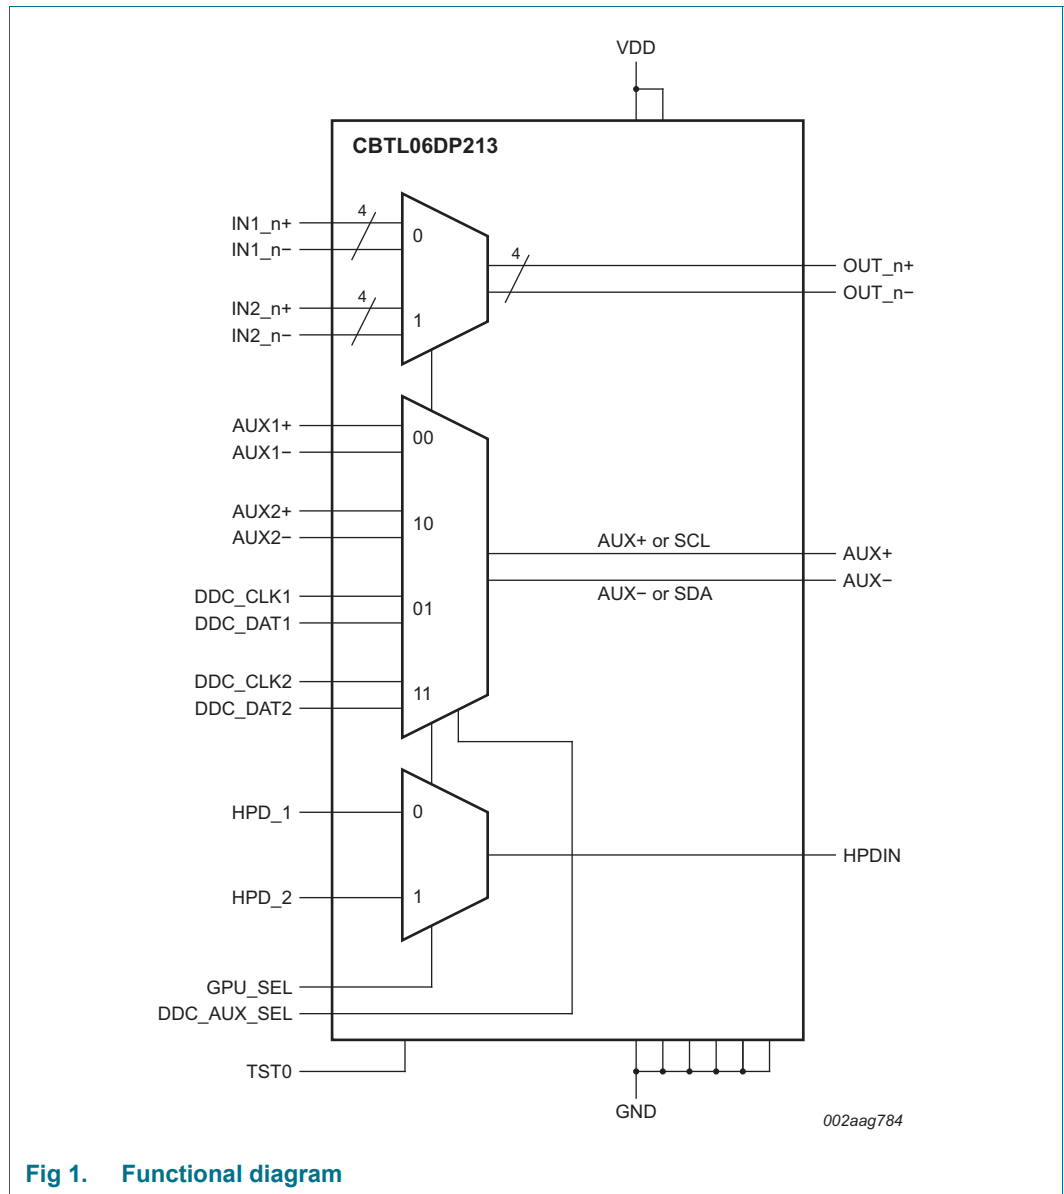 VDD
CBTL06DP213
IN1_n+
IN1_n−
4
0
IN2_n+
IN2_n−
4
1
4
OUT_n+
OUT_n−
AUX1+
AUX1−
00
AUX2+
AUX2−
10
DDC_CLK1
DDC_DAT1
01
DDC_CLK2
DDC_DAT2
11
AUX+ or SCL
AUX− or SDA
AUX+
AUX−
HPD_1
0
HPD_2
1
HPDIN
GPU_SEL
DDC_AUX_SEL
TST0
GND
002aag784
Fig 1. Functional diagram